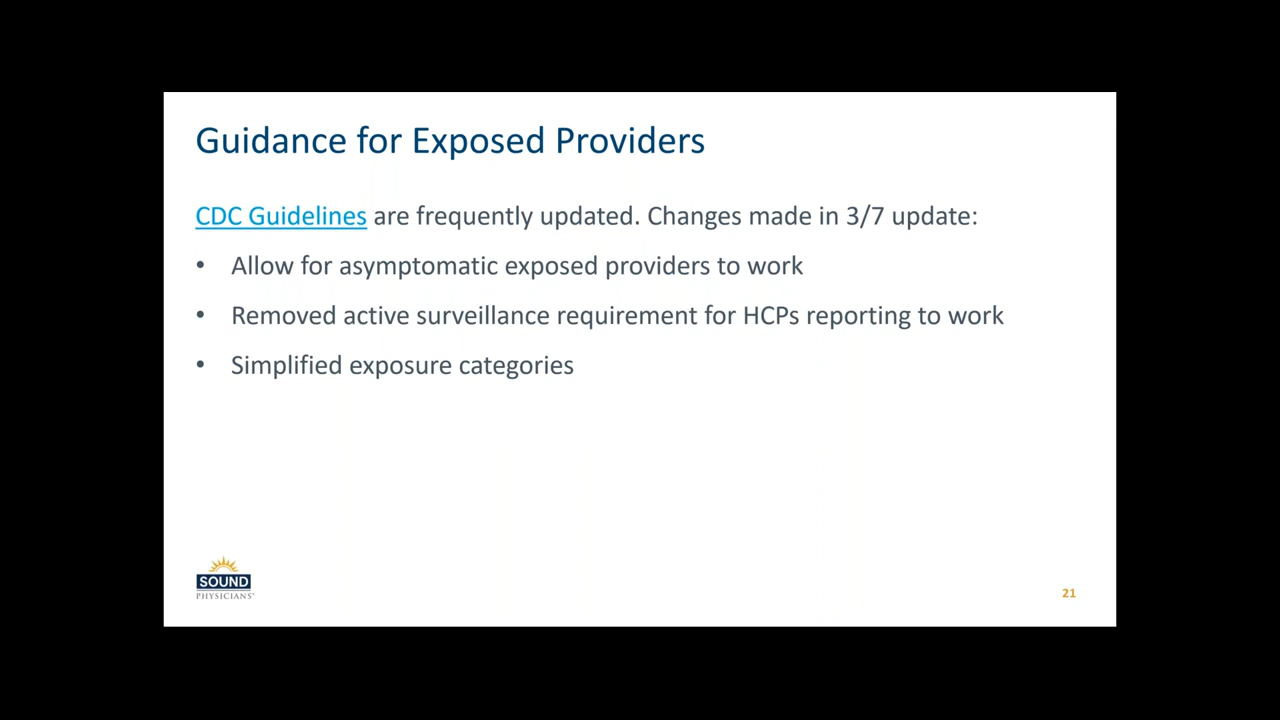 Guidance for Exposed Providers
CDC Guidelines are frequently updated. Changes made in 3/7 update:
• Allow for asymptomatic exposed providers to work
• Removed active surveillance requirement for HCPs reporting to work
• Simplified exposure categories
SOUND
PHYSICIANS
21